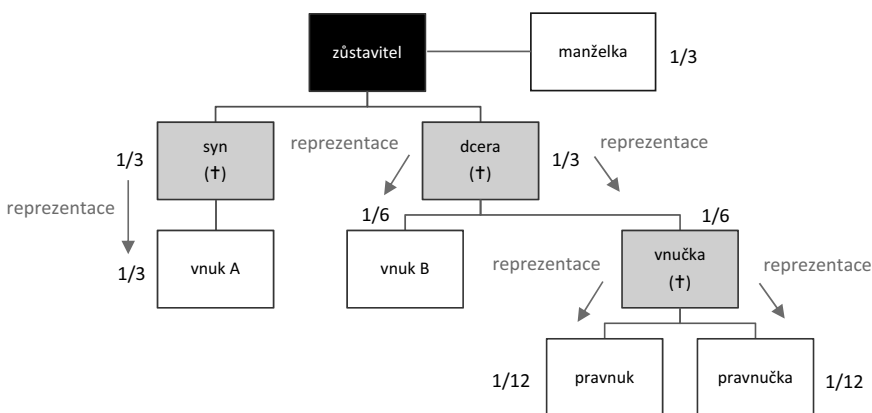 zůstavitel
manželka
1/3
syn
(†)
1/3
reprezentace
dcera
(†)
1/3
reprezentace
reprezentace
1/3
vnuk A
1/6
vnuk B
1/6
vnučka
(†)
reprezentace
reprezentace
1/12
pravnuk
pravnučka
1/12